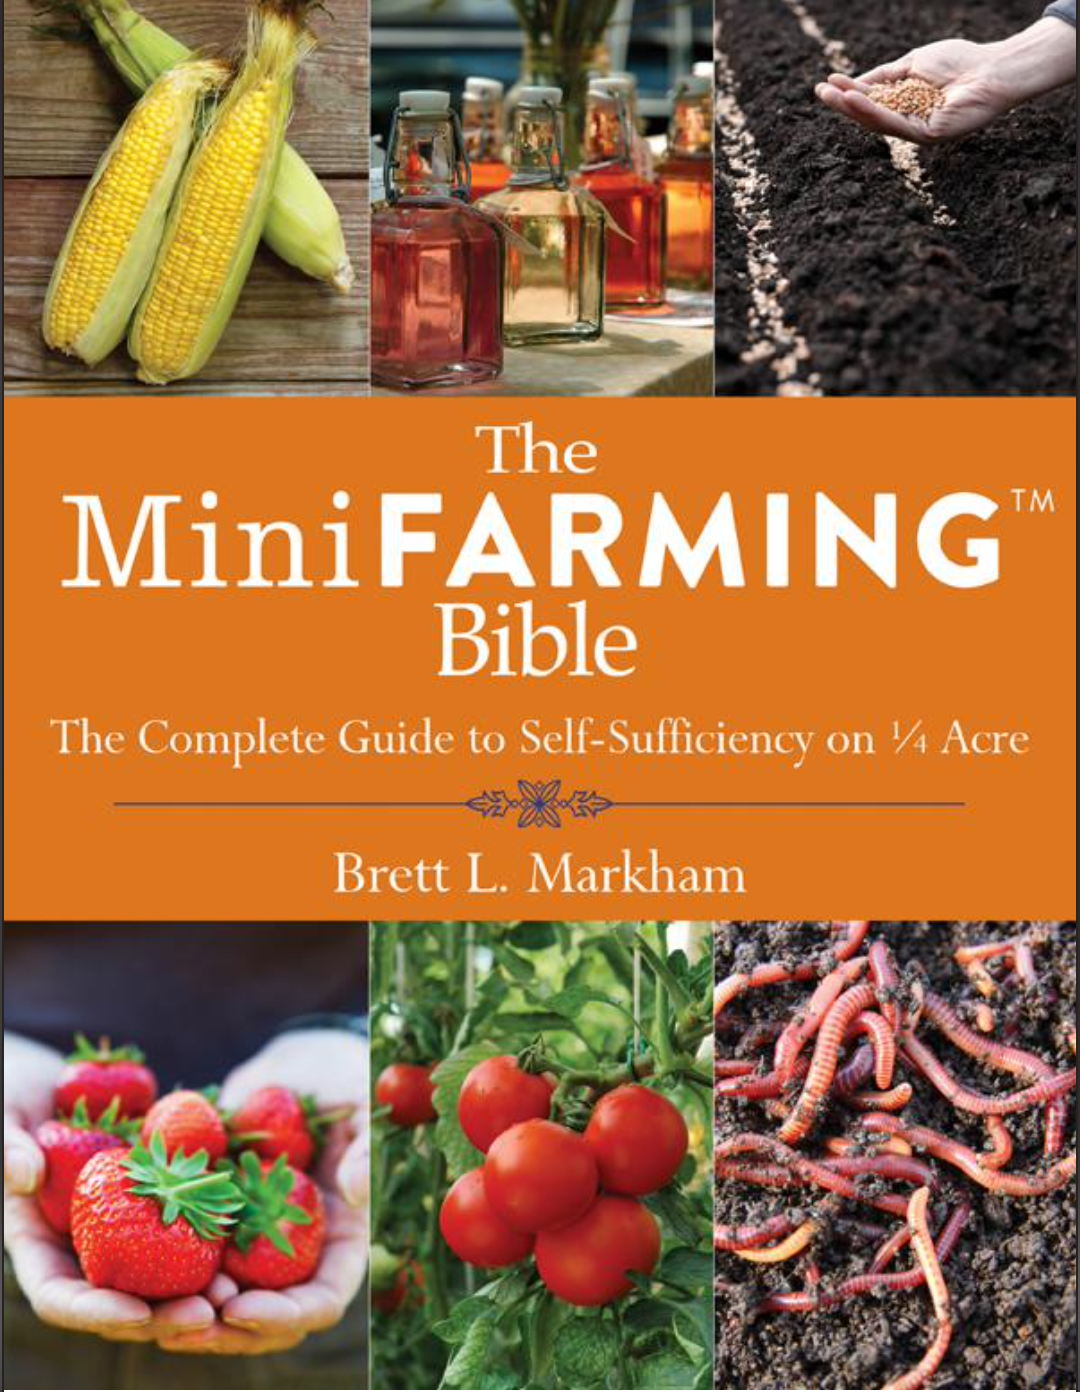 The
MiniFARMING™
Bible
The Complete Guide to Self-Sufficiency on ¼ Acre
Brett L. Markham